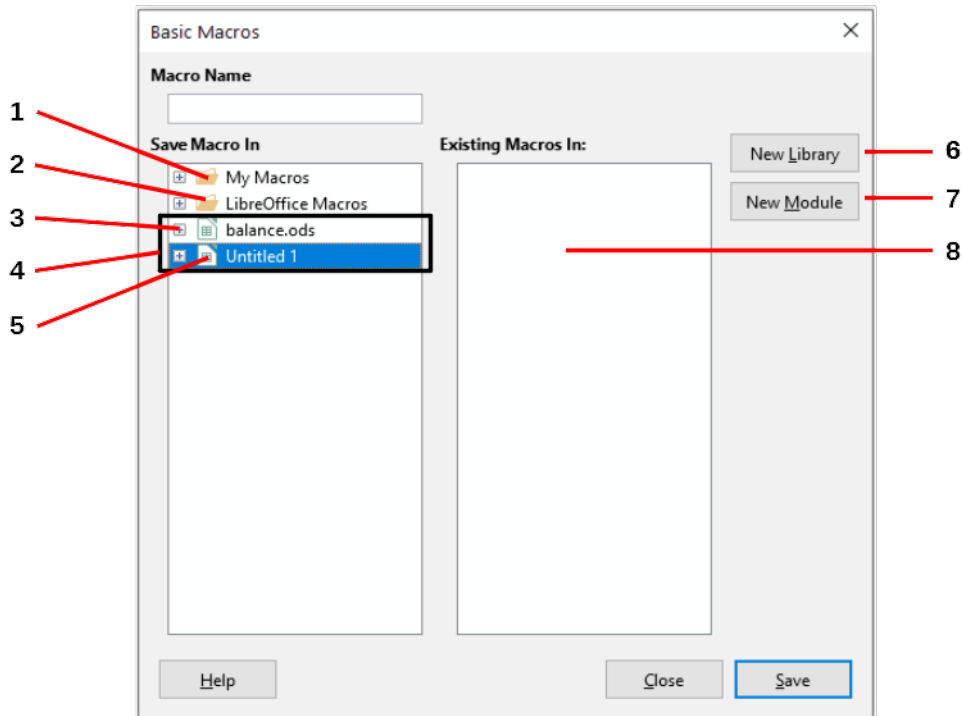 Basic Macros
Macro Name
1
Save Macro In
Existing Macros In:
6
New Library
2
My Macros
7
New Module
LibreOffice Macros
3
balance.ods
8
4
Untitled 1
5
Help
Close
Save